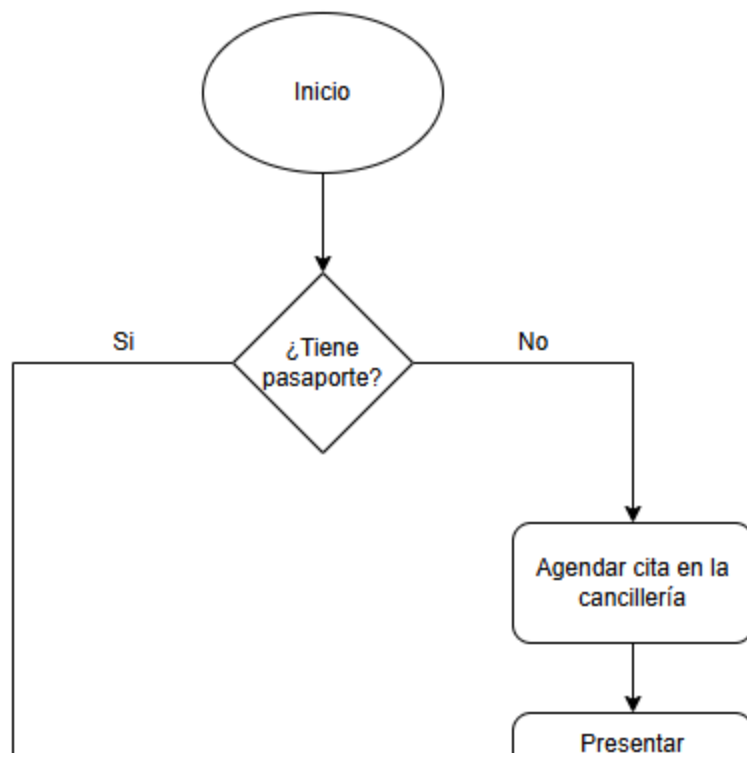 Inicio
Si
No
¿Tiene
pasaporte?
Agendar cita en la
cancillería
Presentar